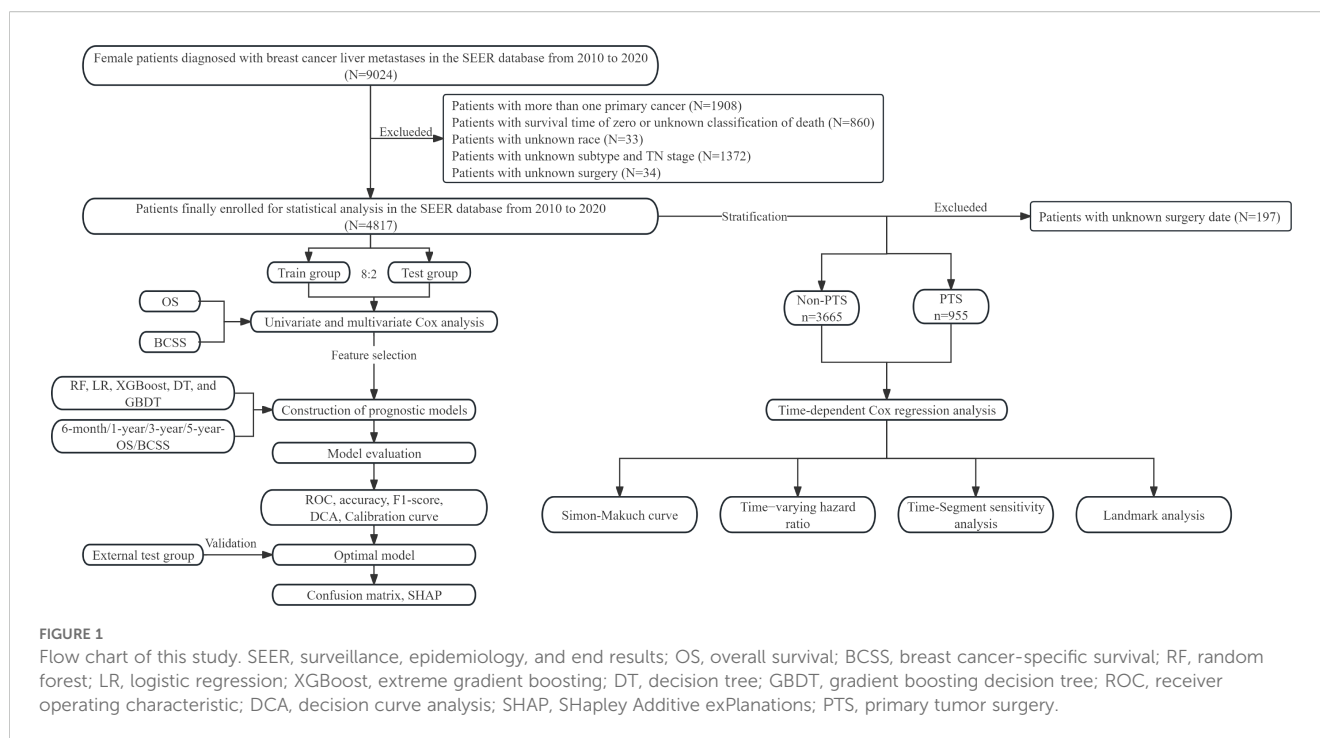 Female patients diagnosed with breast cancer liver metastases in the SEER database from 2010 to 2020
(N=9024)
Exclueded
Patients with more than one primary cancer (N=1908)
Patients with survival time of zero or unknown classification of death (N=860)
Patients with unknown race (N=33)
Patients with unknown subtype and TN stage (N=1372)
Patients with unknown surgery (N=34)
Patients finally enrolled for statistical analysis in the SEER database from 2010 to 2020
(N=4817)
Stratification
Exclueded
Patients with unknown surgery date (N=197)
Train group
8:2
Test group
OS
BCSS
Univariate and multivariate Cox analysis
Feature selection
RF, LR, XGBoost, DT, and
GBDT
6-month/1-year/3-year/5-year-
OS/BCSS
Construction of prognostic models
Model evaluation
ROC, accuracy, F1-score,
DCA, Calibration curve
External test group
Validation
Optimal model
Confusion matrix, SHAP
Non-PTS
n=3665
PTS
n=955
Time-dependent Cox regression analysis
Simon-Makuch curve
Time−varying hazard
ratio
Time-Segment sensitivity
analysis
Landmark analysis
FIGURE 1
Flow chart of this study. SEER, surveillance, epidemiology, and end results; OS, overall survival; BCSS, breast cancer-specific survival; RF, random
forest; LR, logistic regression; XGBoost, extreme gradient boosting; DT, decision tree; GBDT, gradient boosting decision tree; ROC, receiver
operating characteristic; DCA, decision curve analysis; SHAP, SHapley Additive exPlanations; PTS, primary tumor surgery.